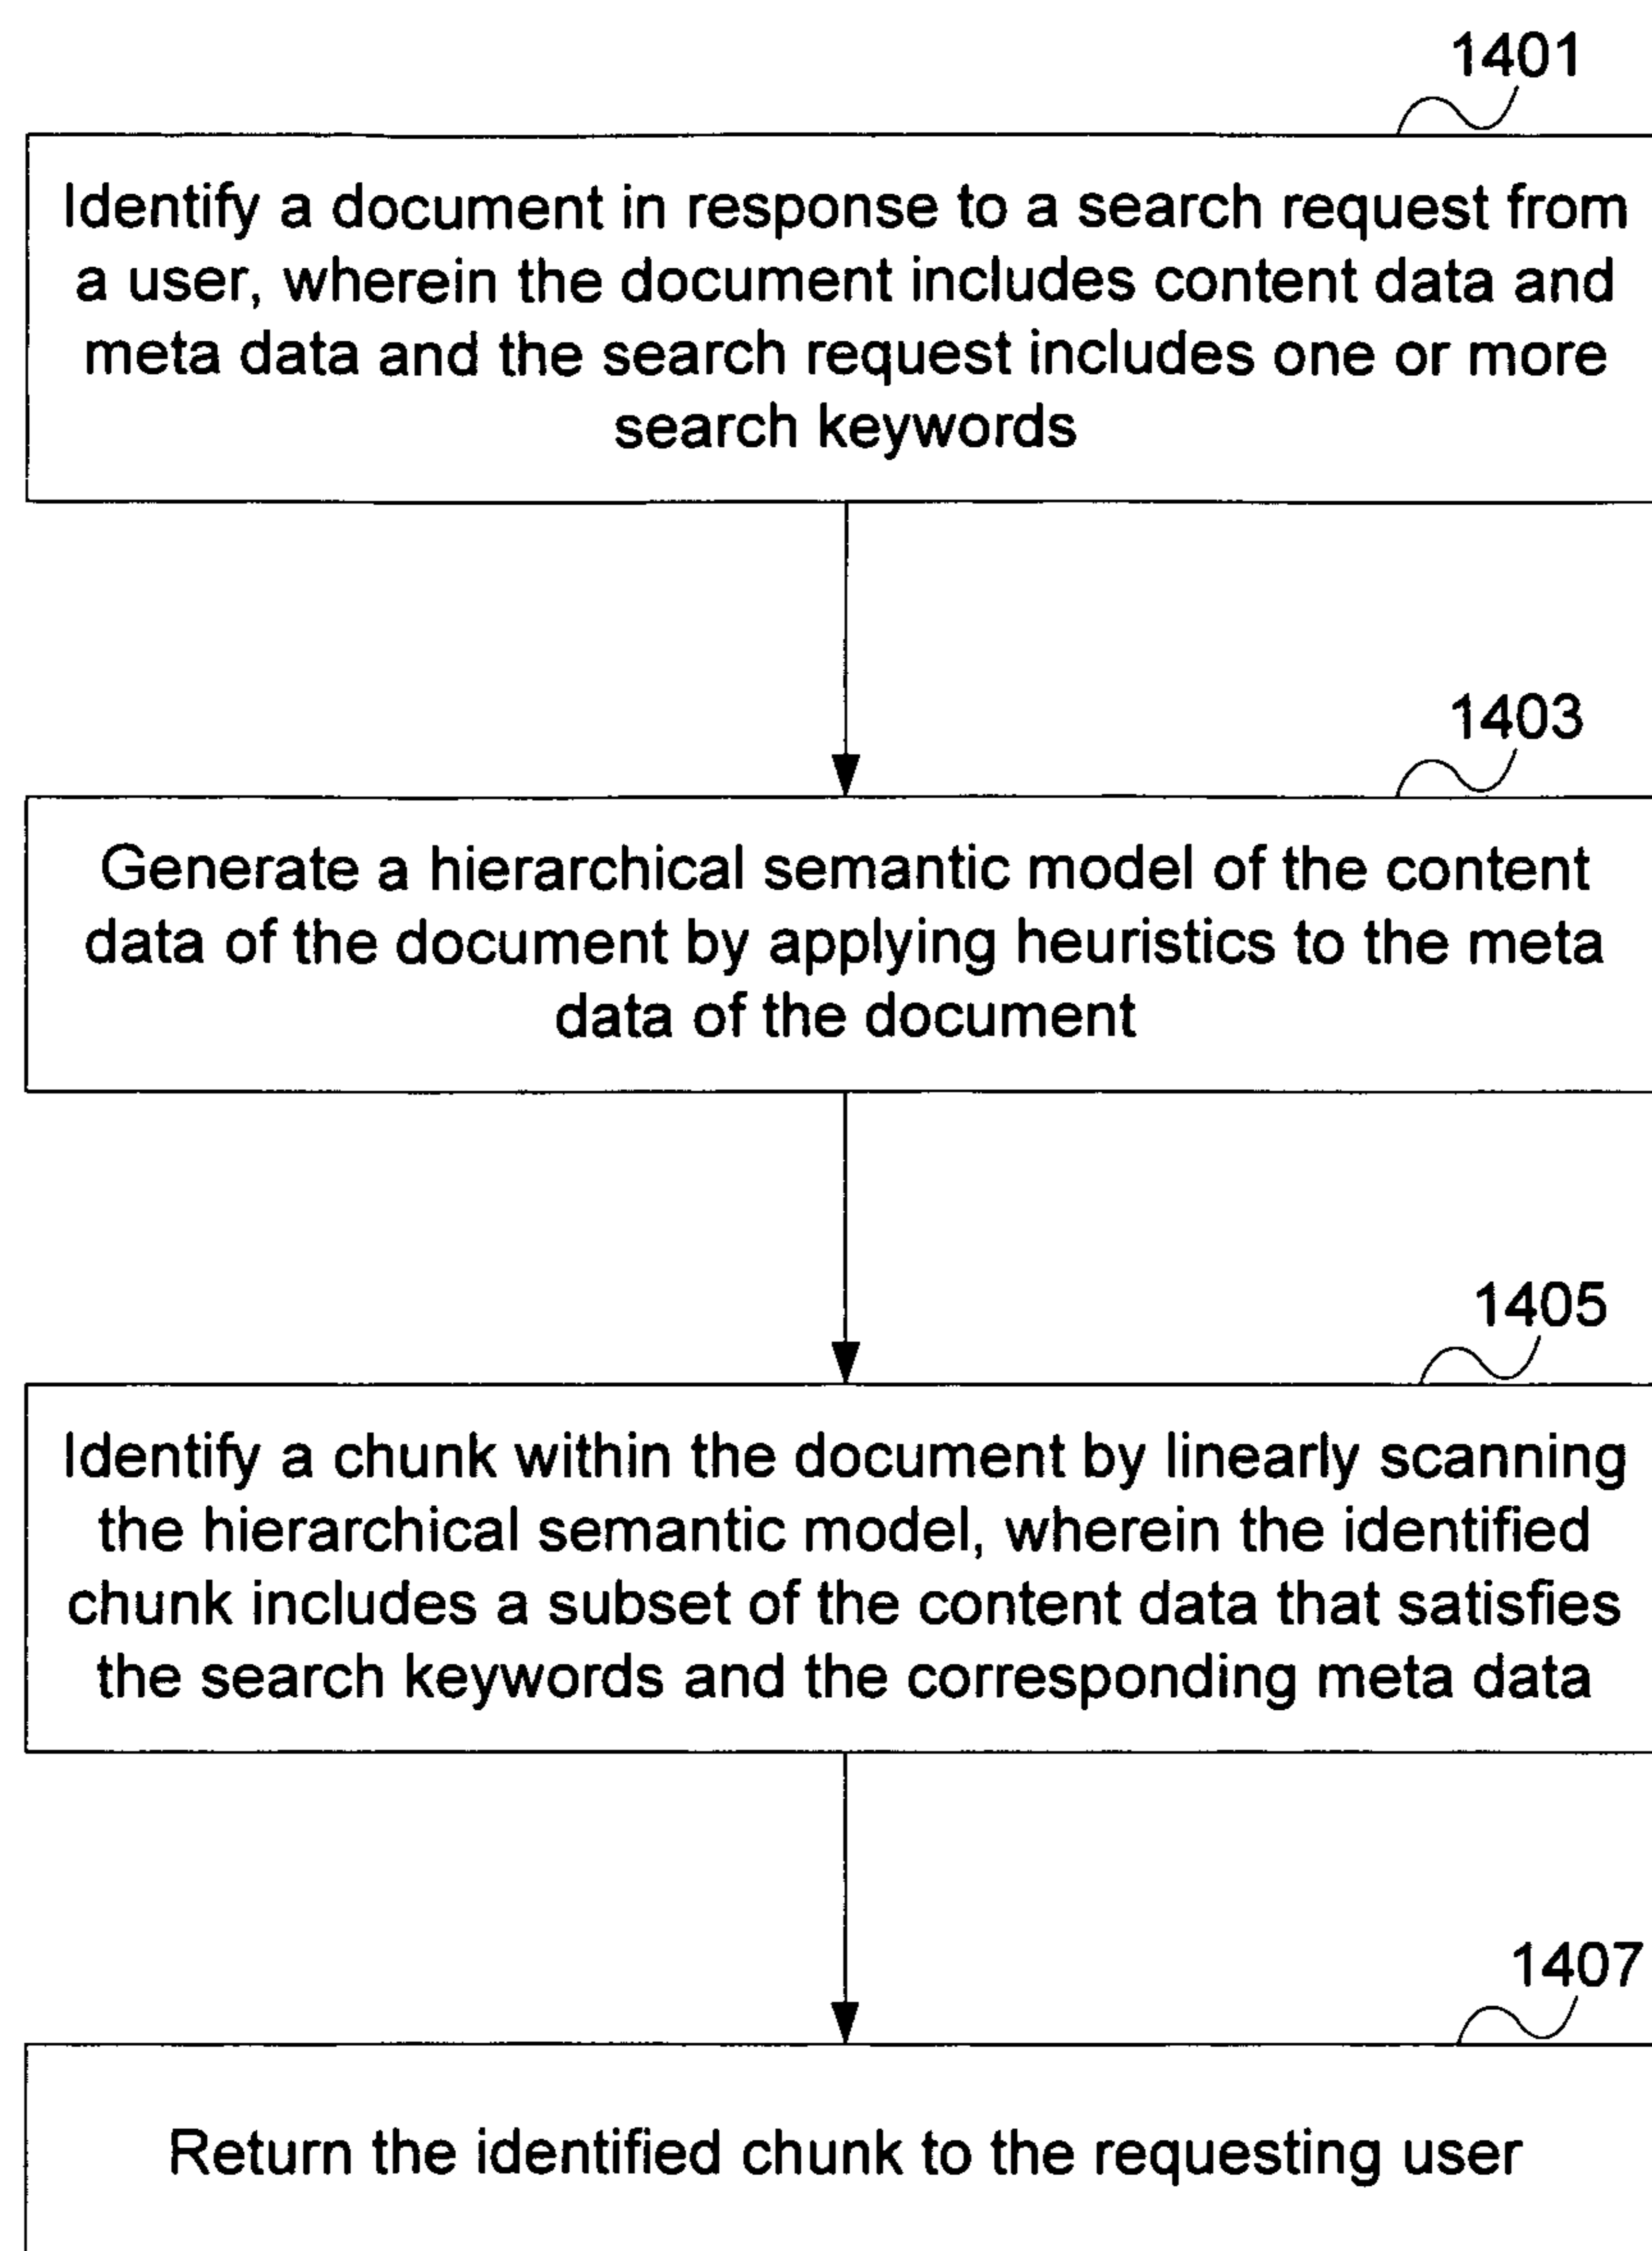 1401
Identify a document in response to a search request from
a user, wherein the document includes content data and
meta data and the search request includes one or more
search keywords
1403
Generate a hierarchical semantic model of the content
data of the document by applying heuristics to the meta
data of the document
1405
Identify a chunk within the document by linearly scanning
the hierarchical semantic model, wherein the identified
chunk includes a subset of the content data that satisfies
the search keywords and the corresponding meta data
1407
Return the identified chunk to the requesting user